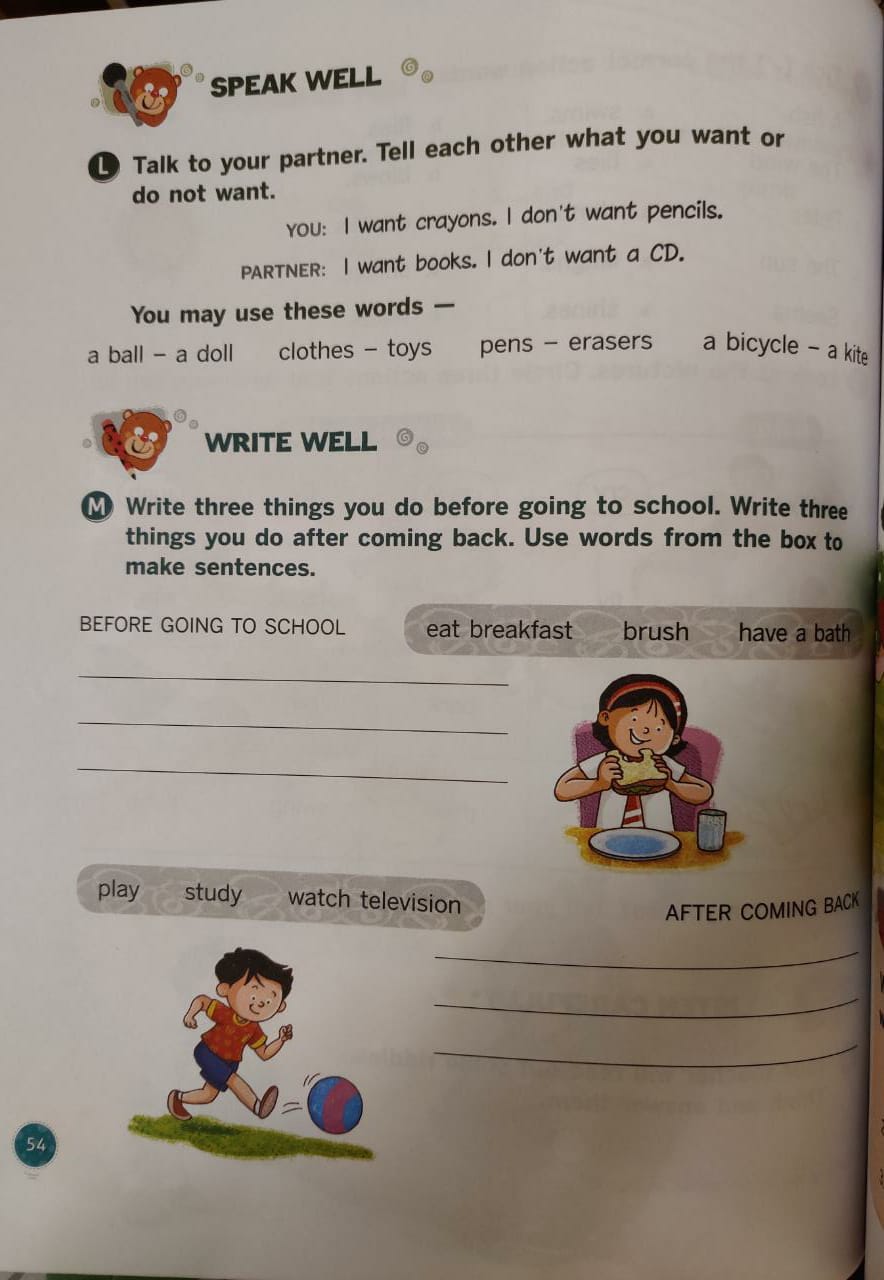 SPEAK WELL
L Talk to your partner. Tell each other what you want or
do not want.
YOU: I want crayons. I don't want pencils.
PARTNER: I want books. I don't want a CD.
You may use these words —
a ball – a doll clothes – toys pens – erasers a bicycle – a kite
WRITE WELL
M Write three things you do before going to school. Write three
things you do after coming back. Use words from the box to
make sentences.
BEFORE GOING TO SCHOOL eat breakfast brush have a bath
play study watch television
AFTER COMING BACK
54